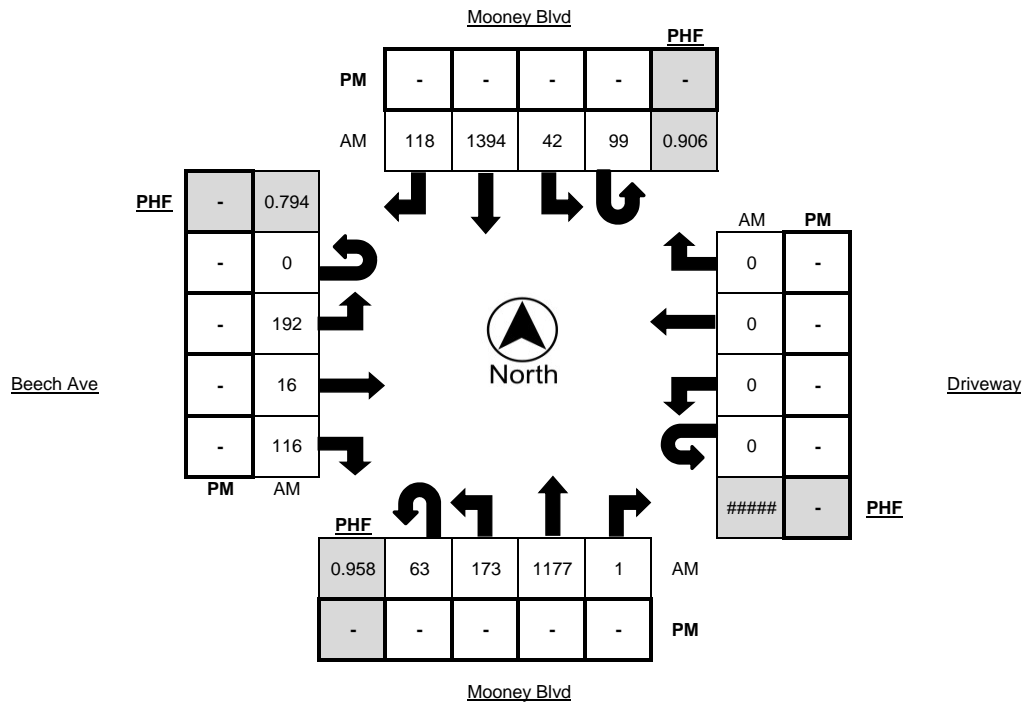 Mooney Blvd
PHF
PM - - - - -
AM 118 1394 42 99 0.906
PHF - 0.794
AM PM
- 0
0 -
- 192
0 -
North
Beech Ave
- 16
0 -
Driveway
- 116
0 -
PM AM
##### - PHF
PHF
0.958 63 173 1177 1 AM
- - - - - PM
Mooney Blvd